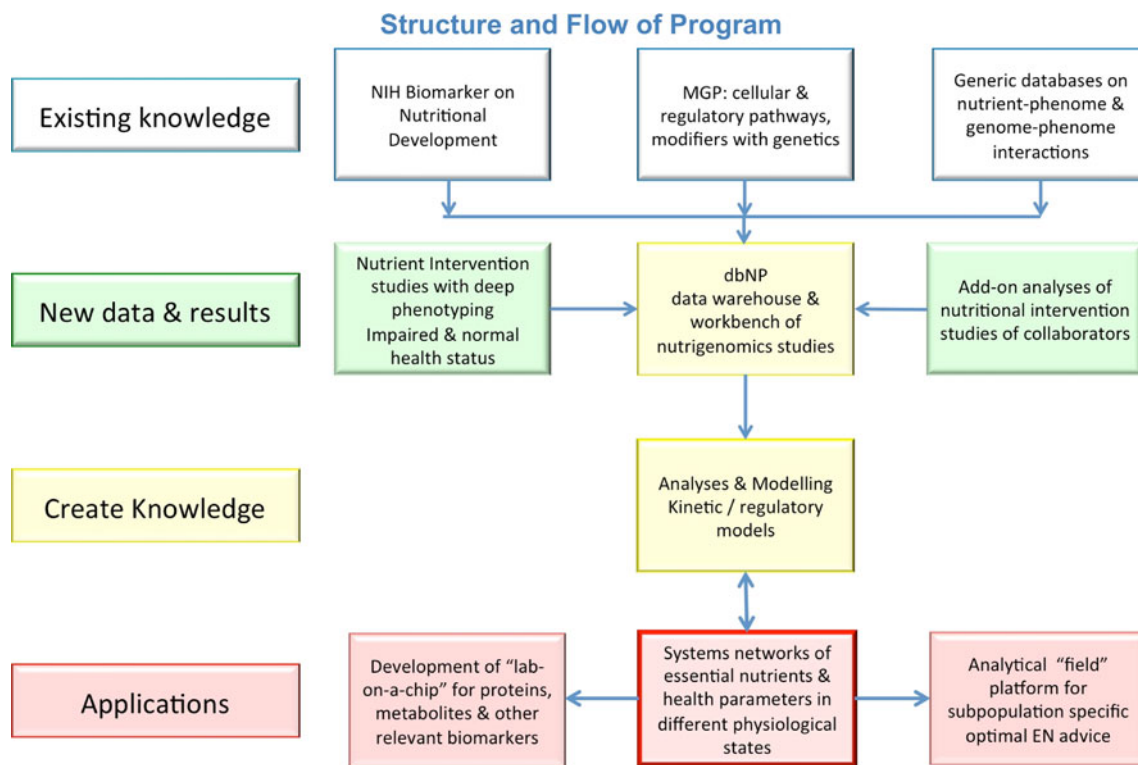 Structure and Flow of Program
Existing knowledge
NIH Biomarker on
Nutritional
Development
MGP: cellular &
regulatory pathways,
modifiers with genetics
Generic databases on
nutrient-phenome &
genome-phenome
interactions
New data & results
Nutrient Intervention
studies with deep
phenotyping
Impaired & normal
health status
dbNP
data warehouse &
workbench of
nutrigenomics studies
Add-on analyses of
nutritional intervention
studies of collaborators
Create Knowledge
Analyses & Modelling
Kinetic / regulatory
models
Applications
Development of “lab-
on-a-chip” for proteins,
metabolites & other
relevant biomarkers
Systems networks of
essential nutrients &
health parameters in
different physiological
states
Analytical “field”
platform for
subpopulation specific
optimal EN advice